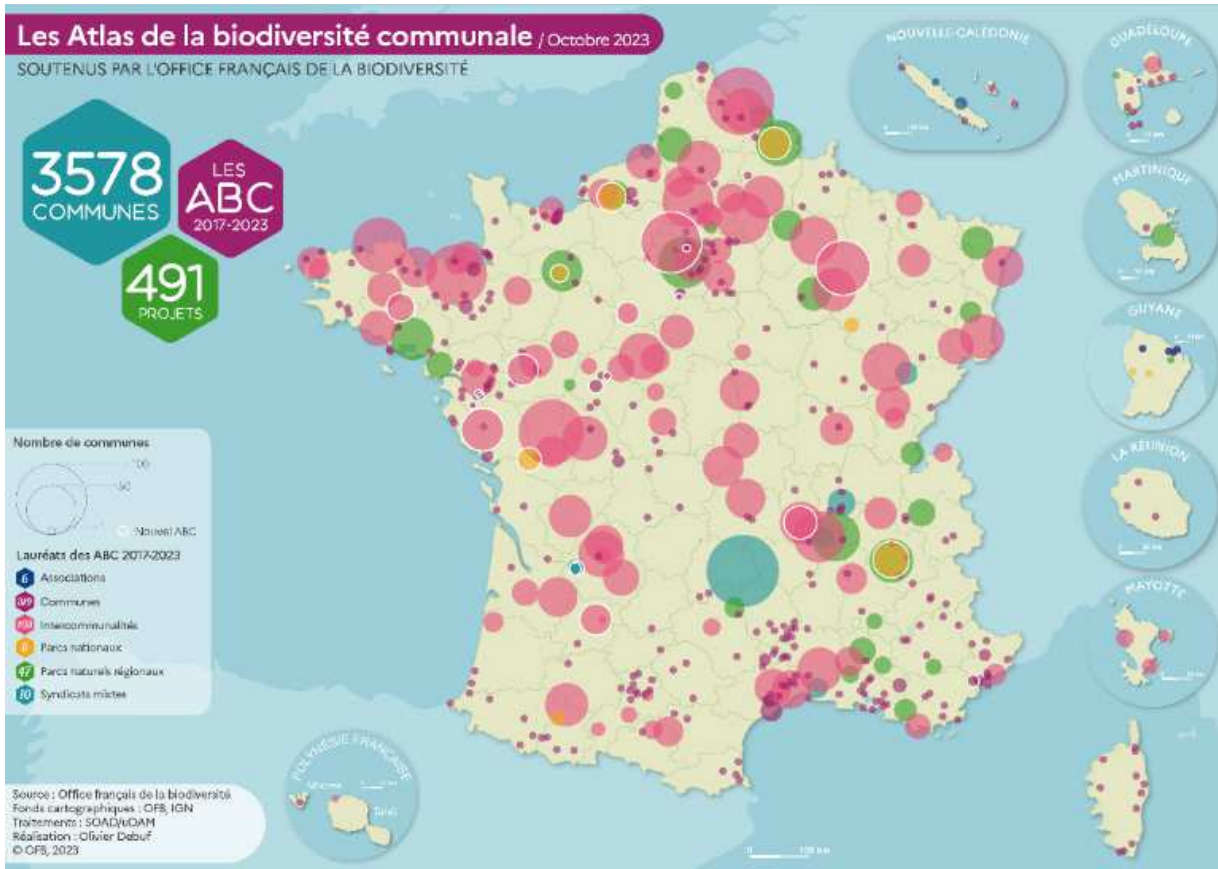 Les Atlas de la biodiversité communale / Octobre 2023
SOUTENUS PAR L'OFFICE FRANÇAIS DE LA BIODIVERSITÉ
3578
COMMUNES
LES
ABC
2017-2023
491
PROJETS
NOUVELLE-CALÉDONIE
GUADELOUPE
MARTINIQUE
GUYANE
LA RÉUNION
MAYOTTE
POLYNÉSIE FRANÇAISE
Tahiti
Nombre de communes
100
50
Nouvel ABC
Lauréats des ABC 2017-2023
6 Associations
Communes
Intercommunalités
Parcs nationaux
47 Parcs naturels régionaux
10 Syndicats mixtes
Source : Office français de la biodiversité
Fonds cartographiques : OFB, IGN
Traitements : SOAD/uDAM
Réalisation : Olivier Debuf
© OFB, 2023
0 100 km